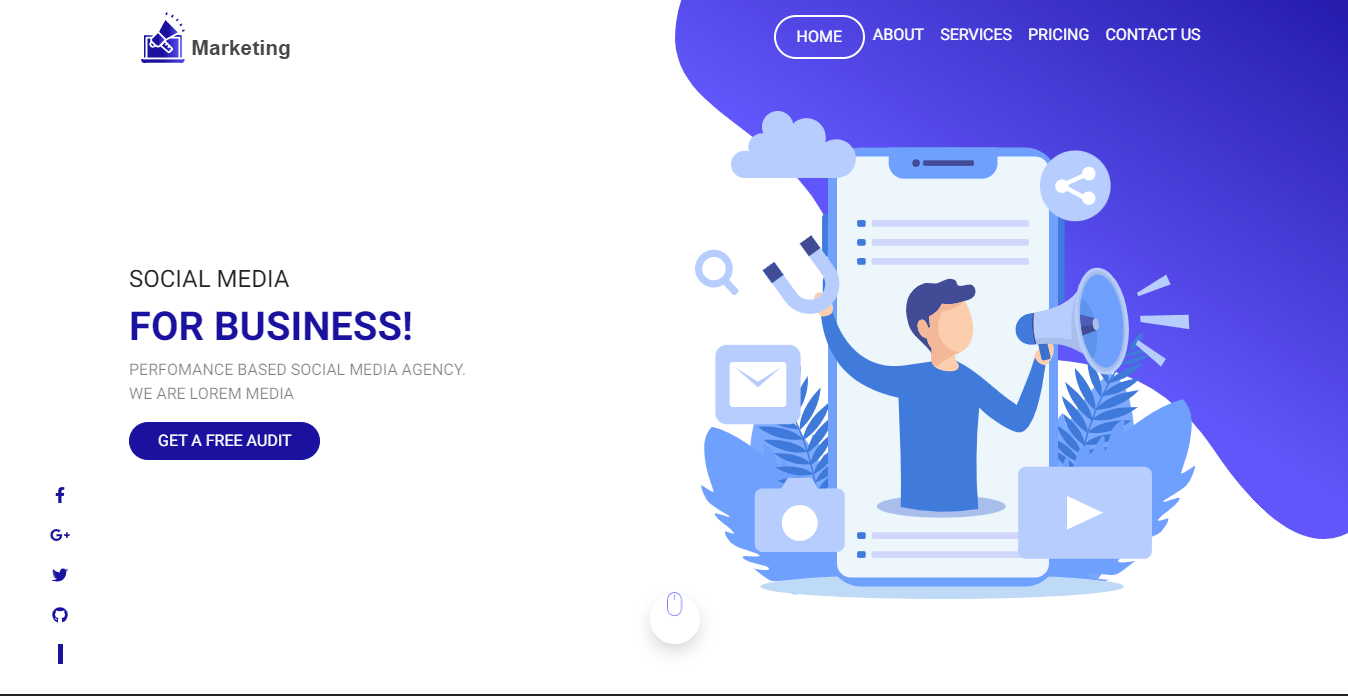 Marketing
HOME ABOUT SERVICES PRICING CONTACT US
SOCIAL MEDIA
FOR BUSINESS!
PERFOMANCE BASED SOCIAL MEDIA AGENCY.
WE ARE LOREM MEDIA
GET A FREE AUDIT